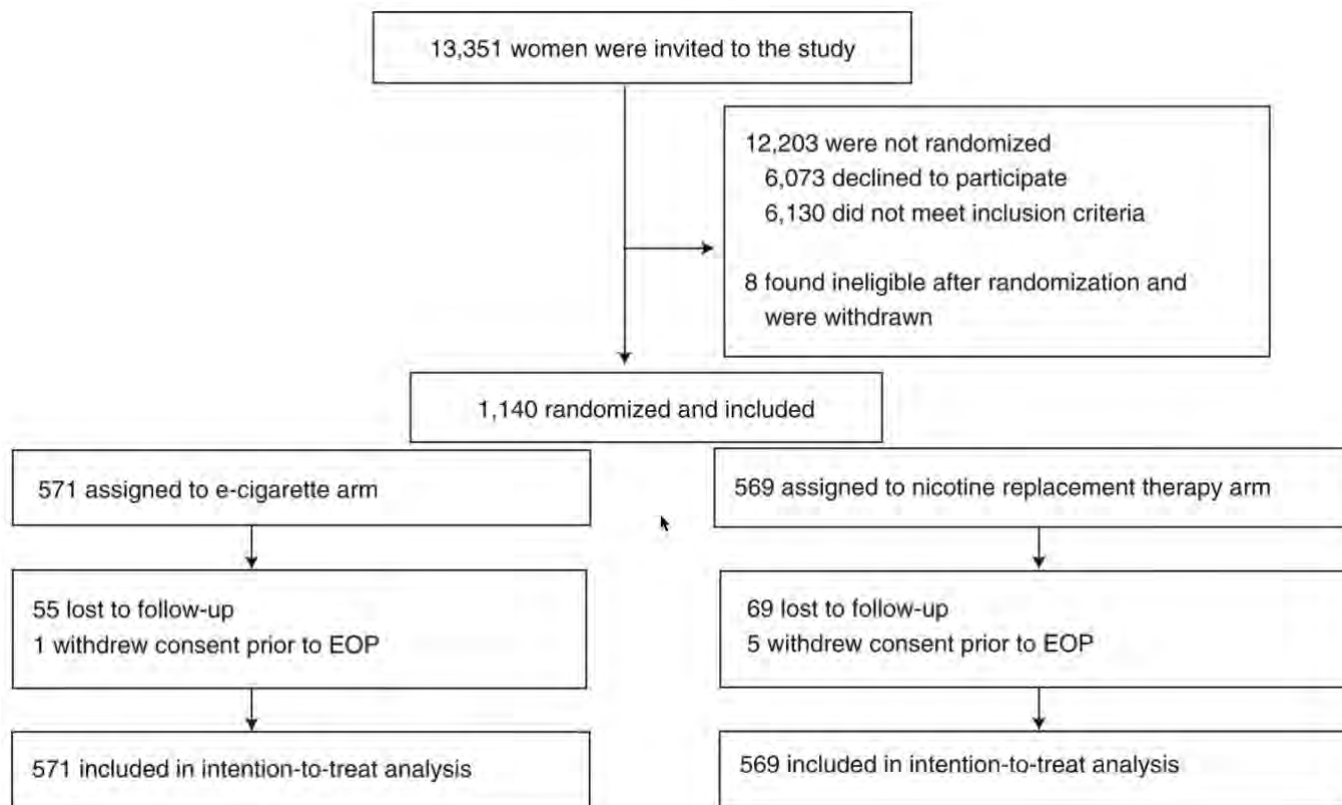 13,351 women were invited to the study
12,203 were not randomized
6,073 declined to participate
6,130 did not meet inclusion criteria
8 found ineligible after randomization and
were withdrawn
1,140 randomized and included
571 assigned to e-cigarette arm
569 assigned to nicotine replacement therapy arm
55 lost to follow-up
1 withdrew consent prior to EOP
69 lost to follow-up
5 withdrew consent prior to EOP
571 included in intention-to-treat analysis
569 included in intention-to-treat analysis